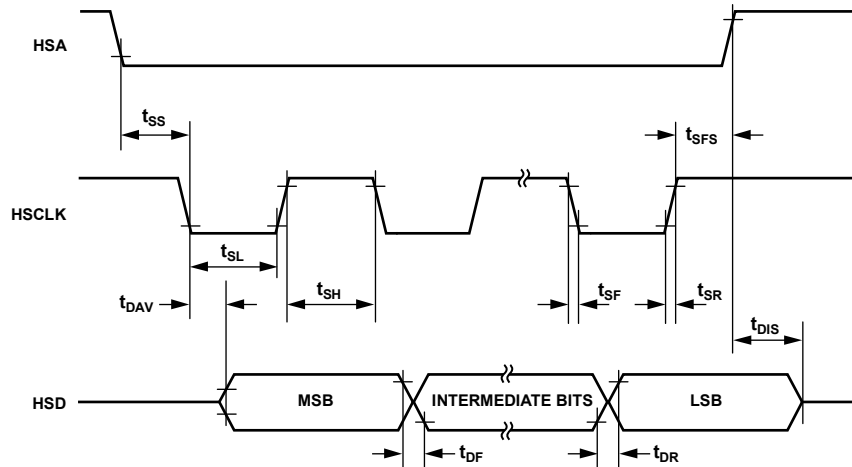 HSA
tSS
tSFS
HSCLK
tSL
tSH
tSF
tSR
tDAV
tDIS
HSD
MSB
INTERMEDIATE BITS
LSB
tDF
tDR